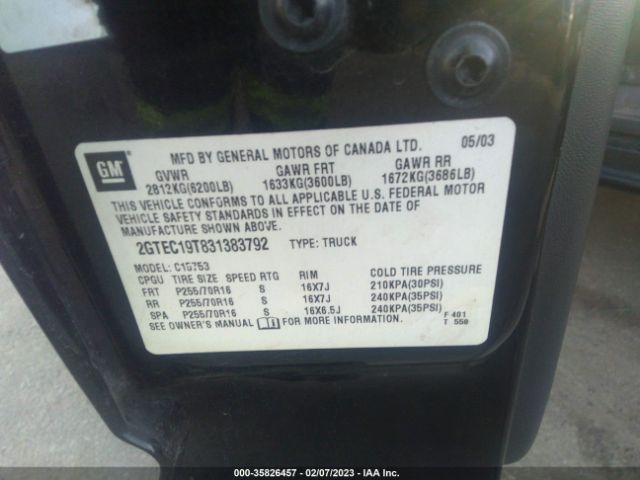 GM
MFD BY GENERAL MOTORS OF CANADA LTD. 05/03
GVWR GAWR FRT GAWR RR
2812KG(6200LB) 1633KG(3600LB) 1672KG(3686LB)
THIS VEHICLE CONFORMS TO ALL APPLICABLE U.S. FEDERAL MOTOR
VEHICLE SAFETY STANDARDS IN EFFECT ON THE DATE OF
MANUFACTURE SHOWN ABOVE.
2GTEC19T831383792 TYPE: TRUCK
MODEL: C15753
CPGU TIRE SIZE SPEED RTG RIM COLD TIRE PRESSURE
FRT P255/70R16 S 16X7J 210KPA(30PSI)
RR P255/70R16 S 16X7J 240KPA(35PSI)
SPA P255/70R16 S 16X6.5J 240KPA(35PSI)
SEE OWNER'S MANUAL FOR MORE INFORMATION. F 401
T 550
000-35826457 - 02/07/2023 - IAA Inc.